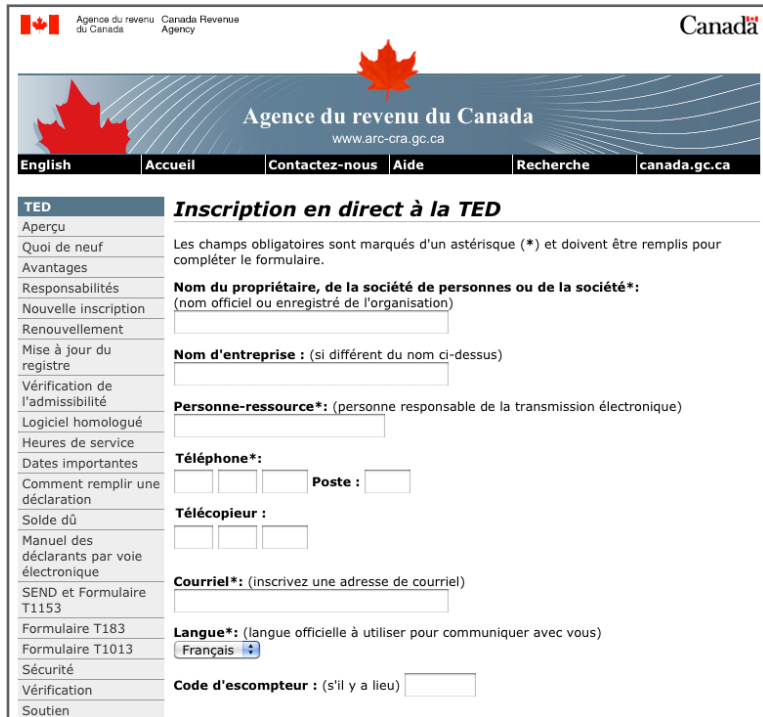 Agence du revenu Canada Revenue
du Canada Agency
Canada
Agence du revenu du Canada
www.arc-cra.gc.ca
English Accueil Contactez-nous Aide Recherche canada.gc.ca
TED
Aperçu
Quoi de neuf
Avantages
Responsabilités
Nouvelle inscription
Renouvellement
Mise à jour du
registre
Vérification de
l'admissibilité
Logiciel homologué
Heures de service
Dates importantes
Comment remplir une
déclaration
Solde dû
Manuel des
déclarants par voie
électronique
SEND et Formulaire
T1153
Formulaire T183
Formulaire T1013
Sécurité
Vérification
Soutien
Inscription en direct à la TED
Les champs obligatoires sont marqués d'un astérisque (*) et doivent être remplis pour
compléter le formulaire.
Nom du propriétaire, de la société de personnes ou de la société*:
(nom officiel ou enregistré de l'organisation)
Nom d'entreprise : (si différent du nom ci-dessus)
Personne-ressource*: (personne responsable de la transmission électronique)
Téléphone*:
Poste :
Télécopieur :
Courriel*: (inscrivez une adresse de courriel)
Langue*: (langue officielle à utiliser pour communiquer avec vous)
Français
Code d'escompteur : (s'il y a lieu)